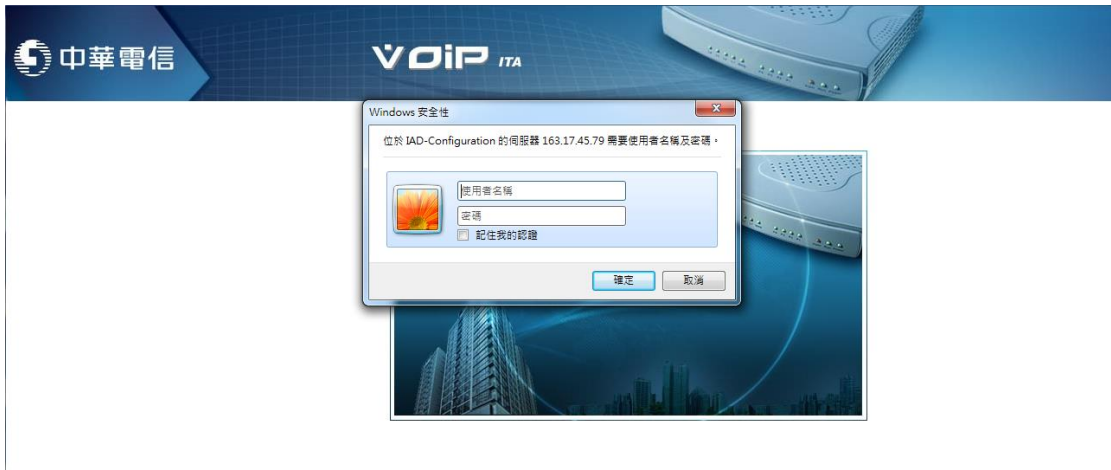 中華電信
VOiP ITA
Windows 安全性
位於 IAD-Configuration 的伺服器 163.17.45.79 需要使用者名稱及密碼。
使用者名稱
密碼
記住我的認證
確定
取消